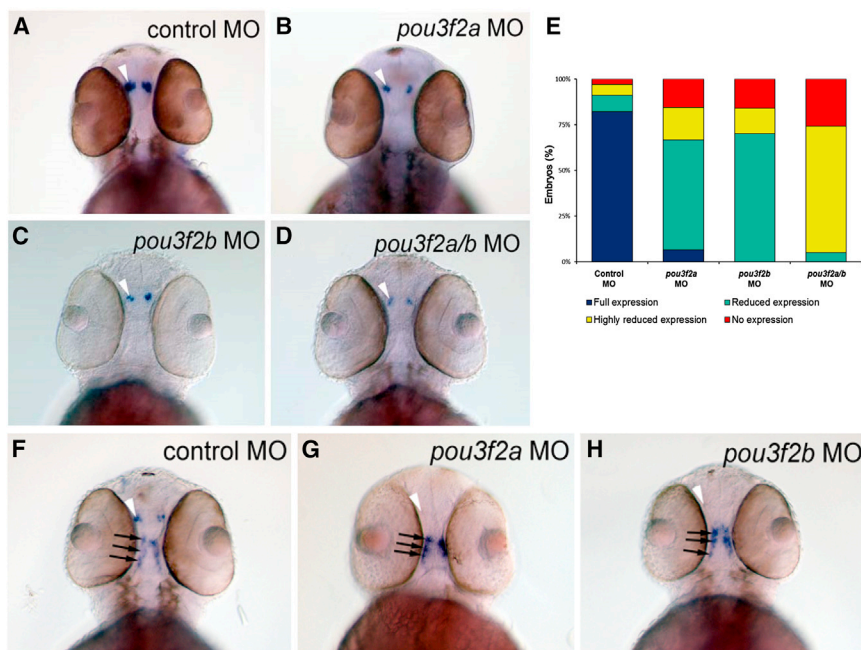 A
control MO
B
pou3f2a MO
E
100%
75%
50%
25%
0%
Embryos (%)
Control
MO
pou3f2a
MO
pou3f2b
MO
pou3f2a/b
MO
Full expression
Reduced expression
Highly reduced expression
No expression
C
pou3f2b MO
D
pou3f2a/b MO
F
control MO
G
pou3f2a MO
H
pou3f2b MO